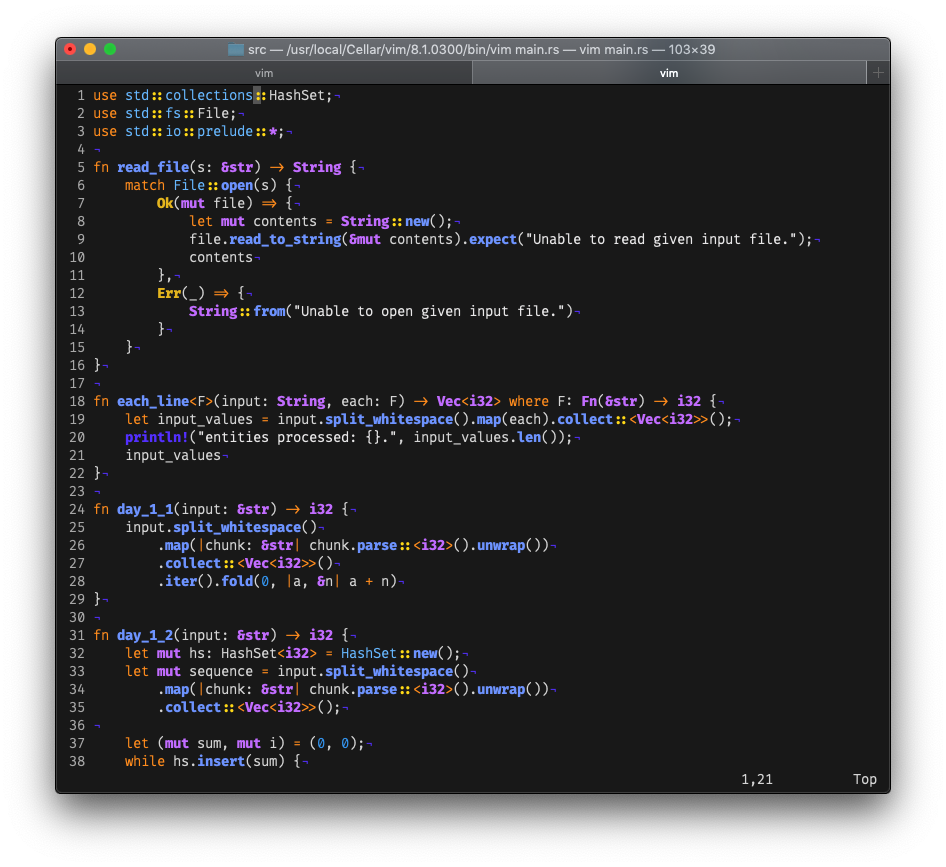 src — /usr/local/Cellar/vim/8.1.0300/bin/vim main.rs — vim main.rs — 103×39
vim vim +
1 use std::collections::HashSet;¬
2 use std::fs::File;¬
3 use std::io::prelude::*;¬
4 ¬
5 fn read_file(s: &str) -> String {¬
6     match File::open(s) {¬
7         Ok(mut file) => {¬
8             let mut contents = String::new();¬
9             file.read_to_string(&mut contents).expect("Unable to read given input file.");¬
10             contents¬
11         },¬
12         Err(_) => {¬
13             String::from("Unable to open given input file.")¬
14         }¬
15     }¬
16 }¬
17 ¬
18 fn each_line<F>(input: String, each: F) -> Vec<i32> where F: Fn(&str) -> i32 {¬
19     let input_values = input.split_whitespace().map(each).collect::<Vec<i32>>();¬
20     println!("entities processed: {}.", input_values.len());¬
21     input_values¬
22 }¬
23 ¬
24 fn day_1_1(input: &str) -> i32 {¬
25     input.split_whitespace()¬
26         .map(|chunk: &str| chunk.parse::<i32>().unwrap())¬
27         .collect::<Vec<i32>>()¬
28         .iter().fold(0, |a, &n| a + n)¬
29 }¬
30 ¬
31 fn day_1_2(input: &str) -> i32 {¬
32     let mut hs: HashSet<i32> = HashSet::new();¬
33     let mut sequence = input.split_whitespace()¬
34         .map(|chunk: &str| chunk.parse::<i32>().unwrap())¬
35         .collect::<Vec<i32>>();¬
36 ¬
37     let (mut sum, mut i) = (0, 0);¬
38     while hs.insert(sum) {¬
1,21 Top